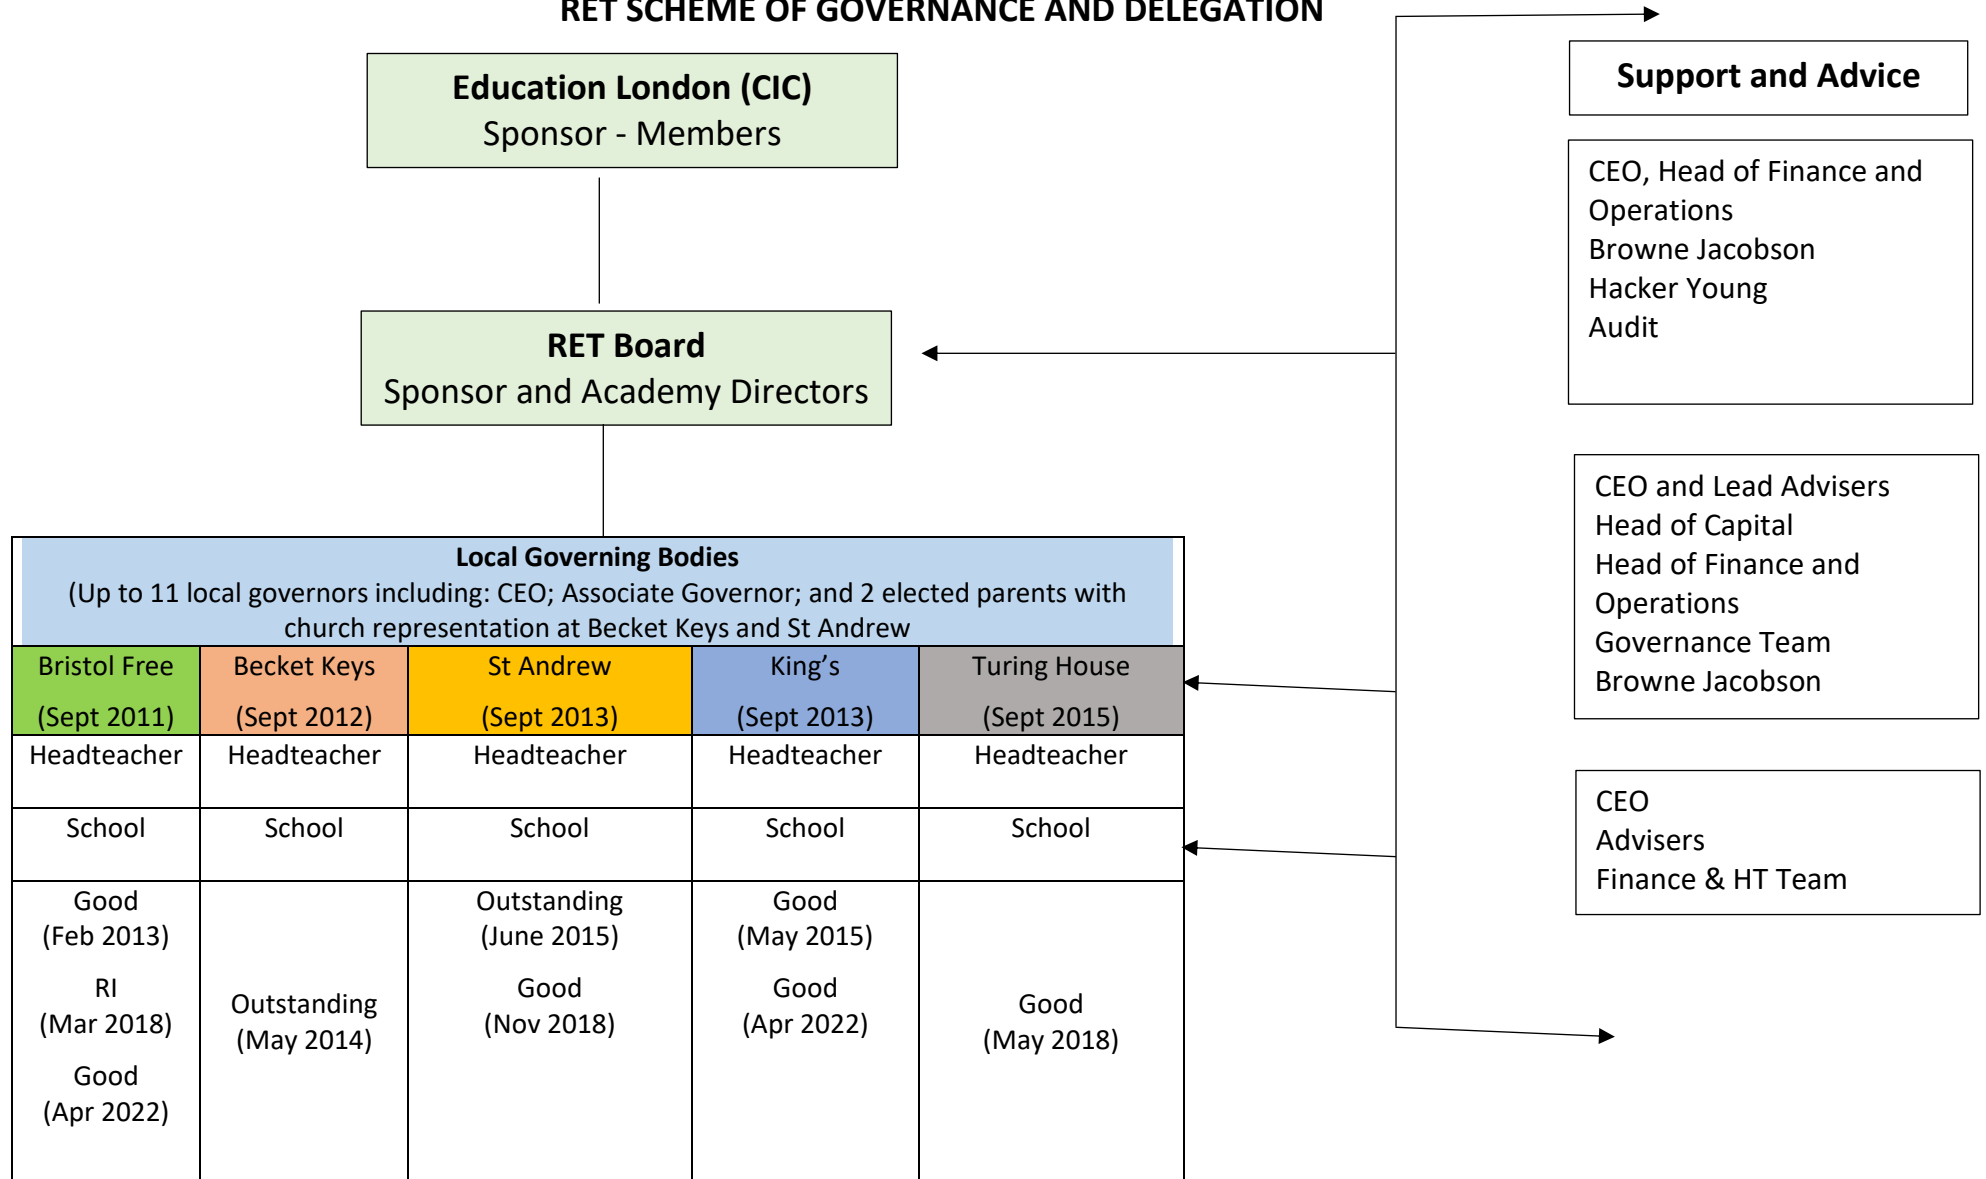 RET SCHEME OF GOVERNANCE AND DELEGATION
Education London (CIC)
Sponsor - Members
RET Board
Sponsor and Academy Directors
Local Governing Bodies
(Up to 11 local governors including: CEO; Associate Governor; and 2 elected parents with
church representation at Becket Keys and St Andrew
Bristol Free
(Sept 2011)
Becket Keys
(Sept 2012)
St Andrew
(Sept 2013)
King’s
(Sept 2013)
Turing House
(Sept 2015)
Headteacher
Headteacher
Headteacher
Headteacher
Headteacher
School
School
School
School
School
Good
(Feb 2013)
RI
(Mar 2018)
Good
(Apr 2022)
Outstanding
(May 2014)
Outstanding
(June 2015)
Good
(Nov 2018)
Good
(May 2015)
Good
(Apr 2022)
Good
(May 2018)
Support and Advice
CEO, Head of Finance and
Operations
Browne Jacobson
Hacker Young
Audit
CEO and Lead Advisers
Head of Capital
Head of Finance and
Operations
Governance Team
Browne Jacobson
CEO
Advisers
Finance & HT Team